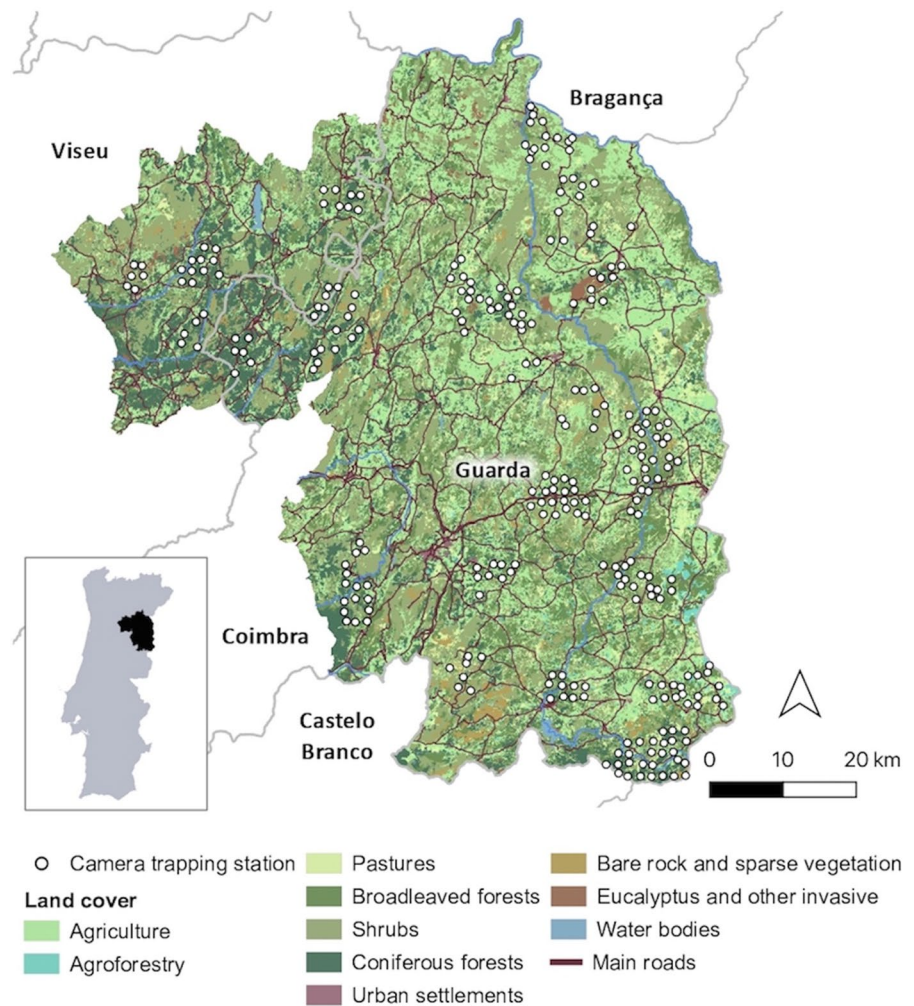 Bragança
Viseu
Guarda
Coimbra
Castelo
Branco
0 10 20 km
Camera trapping station
Land cover
Agriculture
Agroforestry
Pastures
Broadleaved forests
Shrubs
Coniferous forests
Urban settlements
Bare rock and sparse vegetation
Eucalyptus and other invasive
Water bodies
Main roads